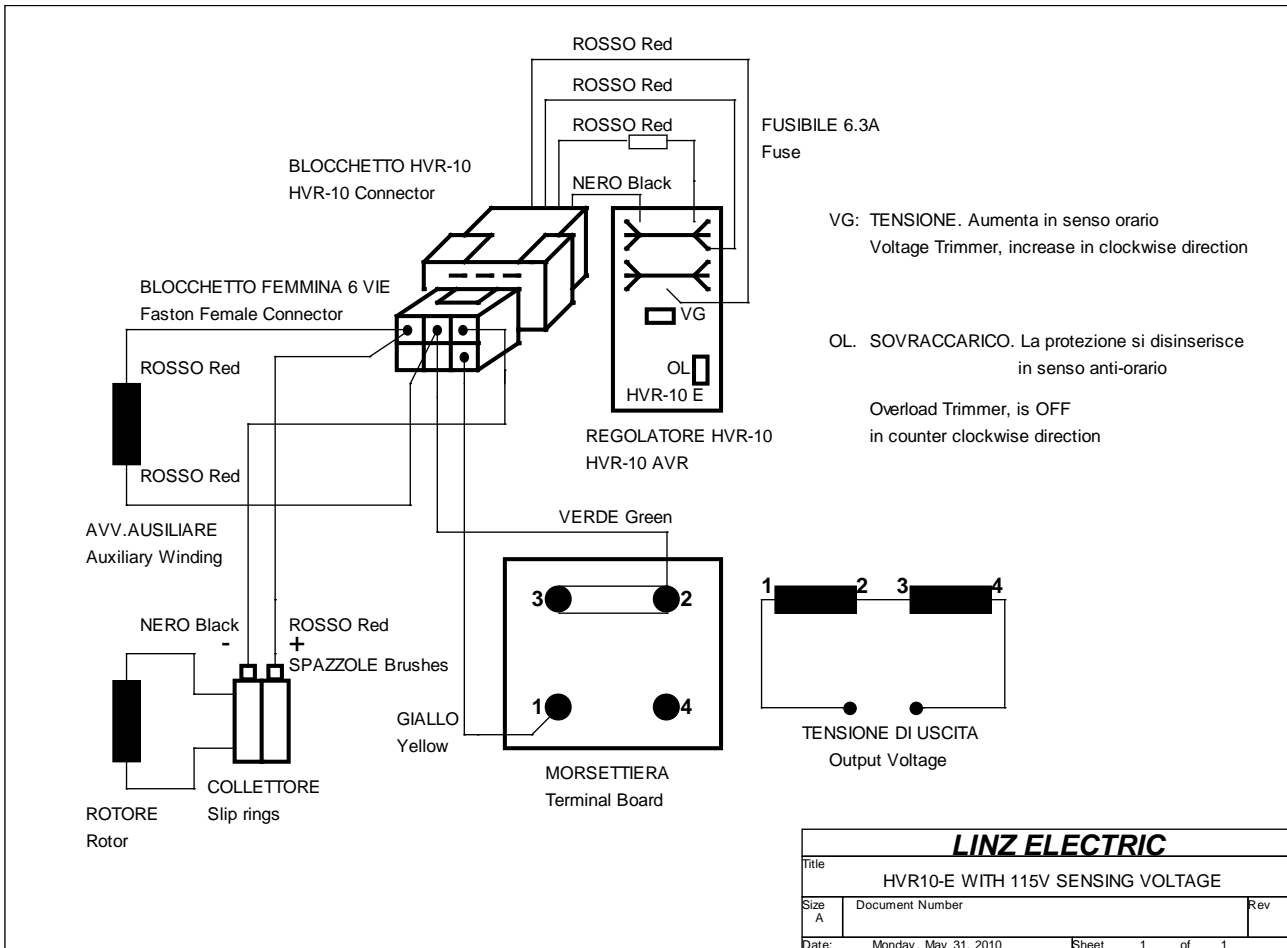 ROSSO Red
ROSSO Red
ROSSO Red
NERO Black
FUSIBILE 6.3A
Fuse
BLOCCHETTO HVR-10
HVR-10 Connector
BLOCCHETTO FEMMINA 6 VIE
Faston Female Connector
VG: TENSIONE. Aumenta in senso orario
Voltage Trimmer, increase in clockwise direction
OL. SOVRACCARICO. La protezione si disinserisce
in senso anti-orario
Overload Trimmer, is OFF
in counter clockwise direction
VG
OL
HVR-10 E
REGOLATORE HVR-10
HVR-10 AVR
ROSSO Red
ROSSO Red
AVV.AUSILIARE
Auxiliary Winding
VERDE Green
3 2
1 4
MORSETTIERA
Terminal Board
1 2 3 4
TENSIONE DI USCITA
Output Voltage
NERO Black
-
ROSSO Red
+
SPAZZOLE Brushes
GIALLO
Yellow
COLLETTORE
Slip rings
ROTORE
Rotor
LINZ ELECTRIC
Title
HVR10-E WITH 115V SENSING VOLTAGE
Size Document Number Rev
A
Date: Monday, May 31, 2010 Sheet 1 of 1